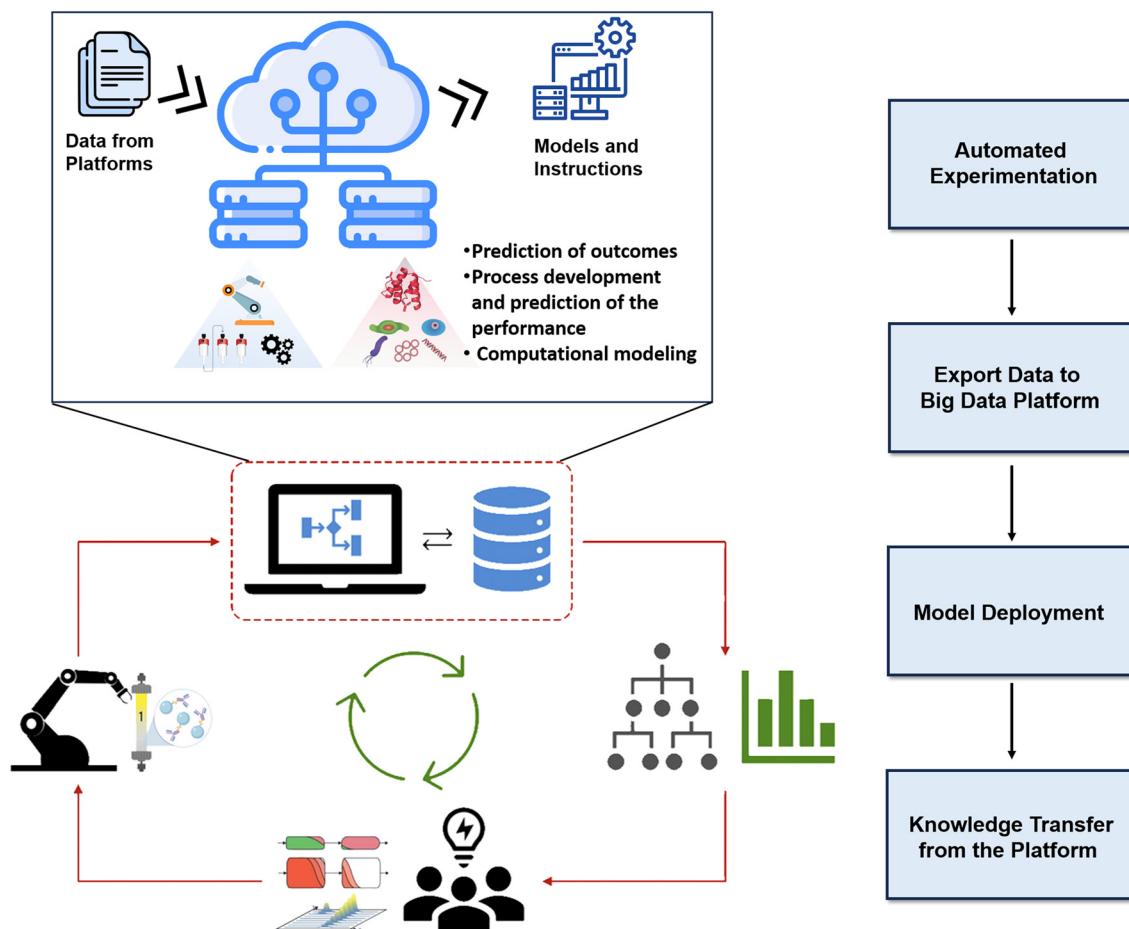 Data from
Platforms
Models and
Instructions
•Prediction of outcomes
•Process development
and prediction of the
performance
• Computational modeling
1
Automated
Experimentation
Export Data to
Big Data Platform
Model Deployment
Knowledge Transfer
from the Platform